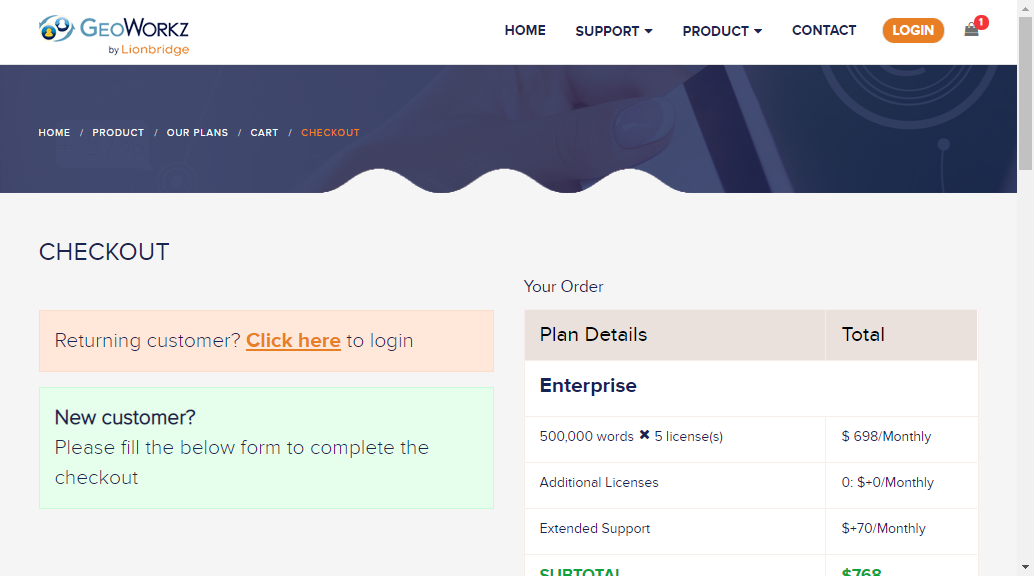 GEOWORKZ
by Lionbridge
HOME SUPPORT PRODUCT CONTACT LOGIN 1
HOME / PRODUCT / OUR PLANS / CART / CHECKOUT
CHECKOUT
Your Order
Returning customer? Click here to login
New customer?
Please fill the below form to complete the
checkout
Plan Details Total
Enterprise
500,000 words ✖ 5 license(s) $ 698/Monthly
Additional Licenses 0: $+0/Monthly
Extended Support $+70/Monthly
SUBTOTAL $768